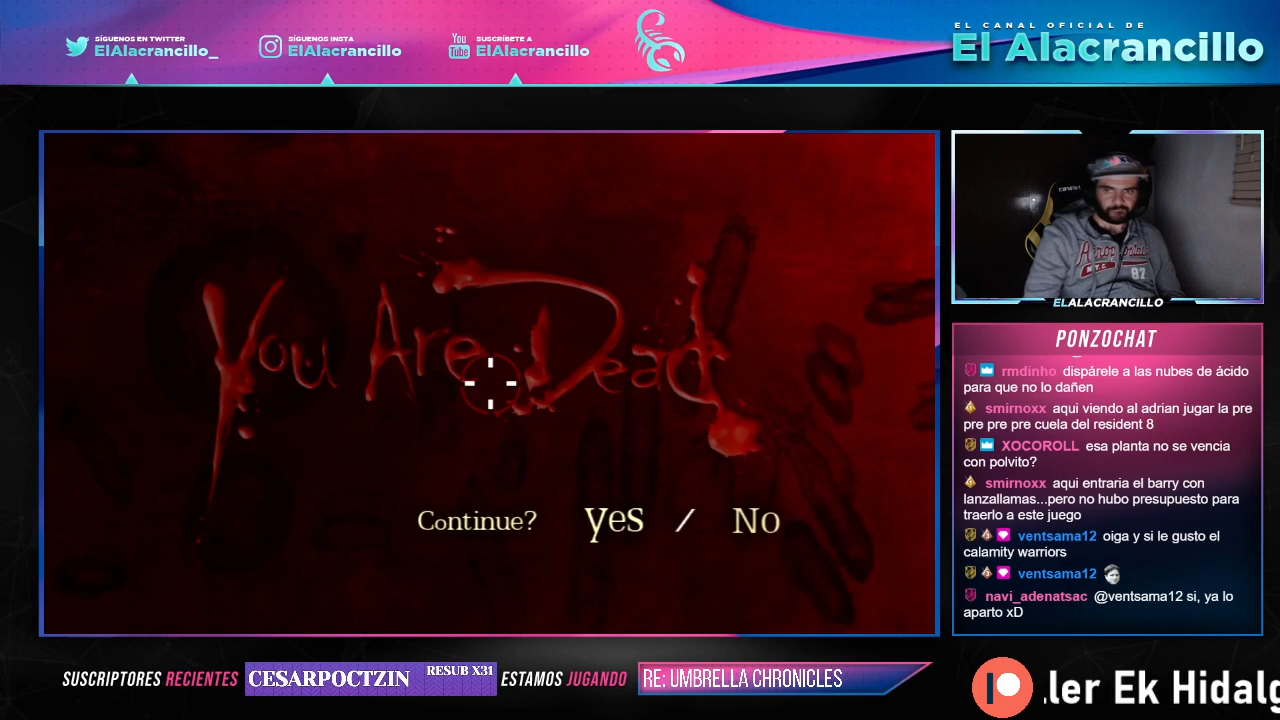 SÍGUENOS EN TWITTER
ElAlacrancillo_
SÍGUENOS INSTA
ElAlacrancillo
You Tube
SUSCRÍBETE A
ElAlacrancillo
EL CANAL OFICIAL DE
El Alacrancillo
You Are Dead
Continue? yes / No
Aeropostale
N.Y.C.
87
ELALACRANCILLO
PONZOCHAT
rmdinho dispárele a las nubes de ácido
para que no lo dañen
smirnoxx aqui viendo al adrian jugar la pre
pre pre pre cuela del resident 8
XOCOROLL esa planta no se vencia
con polvito?
smirnoxx aqui entraria el barry con
lanzallamas...pero no hubo presupuesto para
traerlo a este juego
ventsama12 oiga y si le gusto el
calamity warriors
ventsama12
navi_adenatsac @ventsama12 si, ya lo
aparto xD
SUSCRIPTORES RECIENTES CESARPOCTZIN RESUB X31 ESTAMOS JUGANDO RE: UMBRELLA CHRONICLES
.ler Ek Hidalg